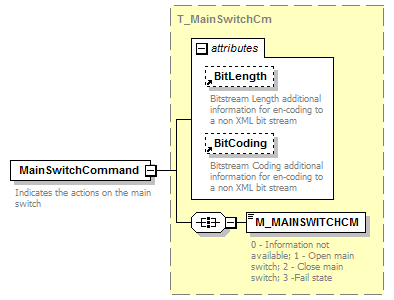 T_MainSwitchCm
attributes
BitLength
Bitstream Length additional
information for en-coding to
a non XML bit stream
BitCoding
Bitstream Coding additional
information for en-coding to
a non XML bit stream
MainSwitchCommand
Indicates the actions on the main
switch
M_MAINSWITCHCM
0 - Information not
available; 1 - Open main
switch; 2 - Close main
switch; 3 -Fail state